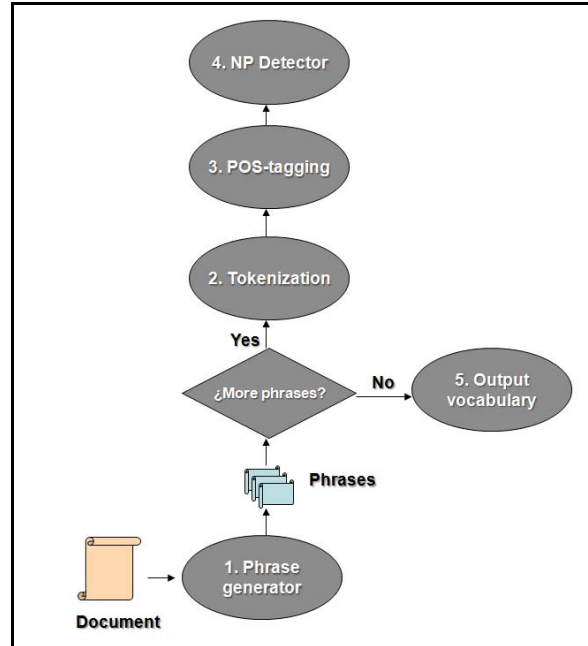 4. NP Detector
3. POS-tagging
2. Tokenization
Yes
¿More phrases?
No
5. Output
vocabulary
Phrases
1. Phrase
generator
Document